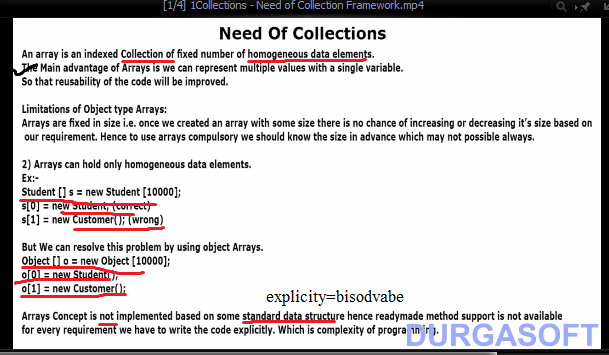 [1/4] 1Collections - Need of Collection Framework.mp4
Need Of Collections
An array is an indexed Collection of fixed number of homogeneous data elements.
The Main advantage of Arrays is we can represent multiple values with a single variable.
So that reusability of the code will be improved.
Limitations of Object type Arrays:
Arrays are fixed in size i.e. once we created an array with some size there is no chance of increasing or decreasing it's size based on
our requirement. Hence to use arrays compulsory we should know the size in advance which may not possible always.
2) Arrays can hold only homogeneous data elements.
Ex:-
Student [] s = new Student [10000];
s[0] = new Student; (correct)
s[1] = new Customer(); (wrong)
But We can resolve this problem by using object Arrays.
Object [] o = new Object [10000];
o[0] = new Student();
o[1] = new Customer();
explicity=bisodvabe
Arrays Concept is not implemented based on some standard data structure hence readymade method support is not available
for every requirement we have to write the code explicitly. Which is complexity of programming.
DURGASOFT